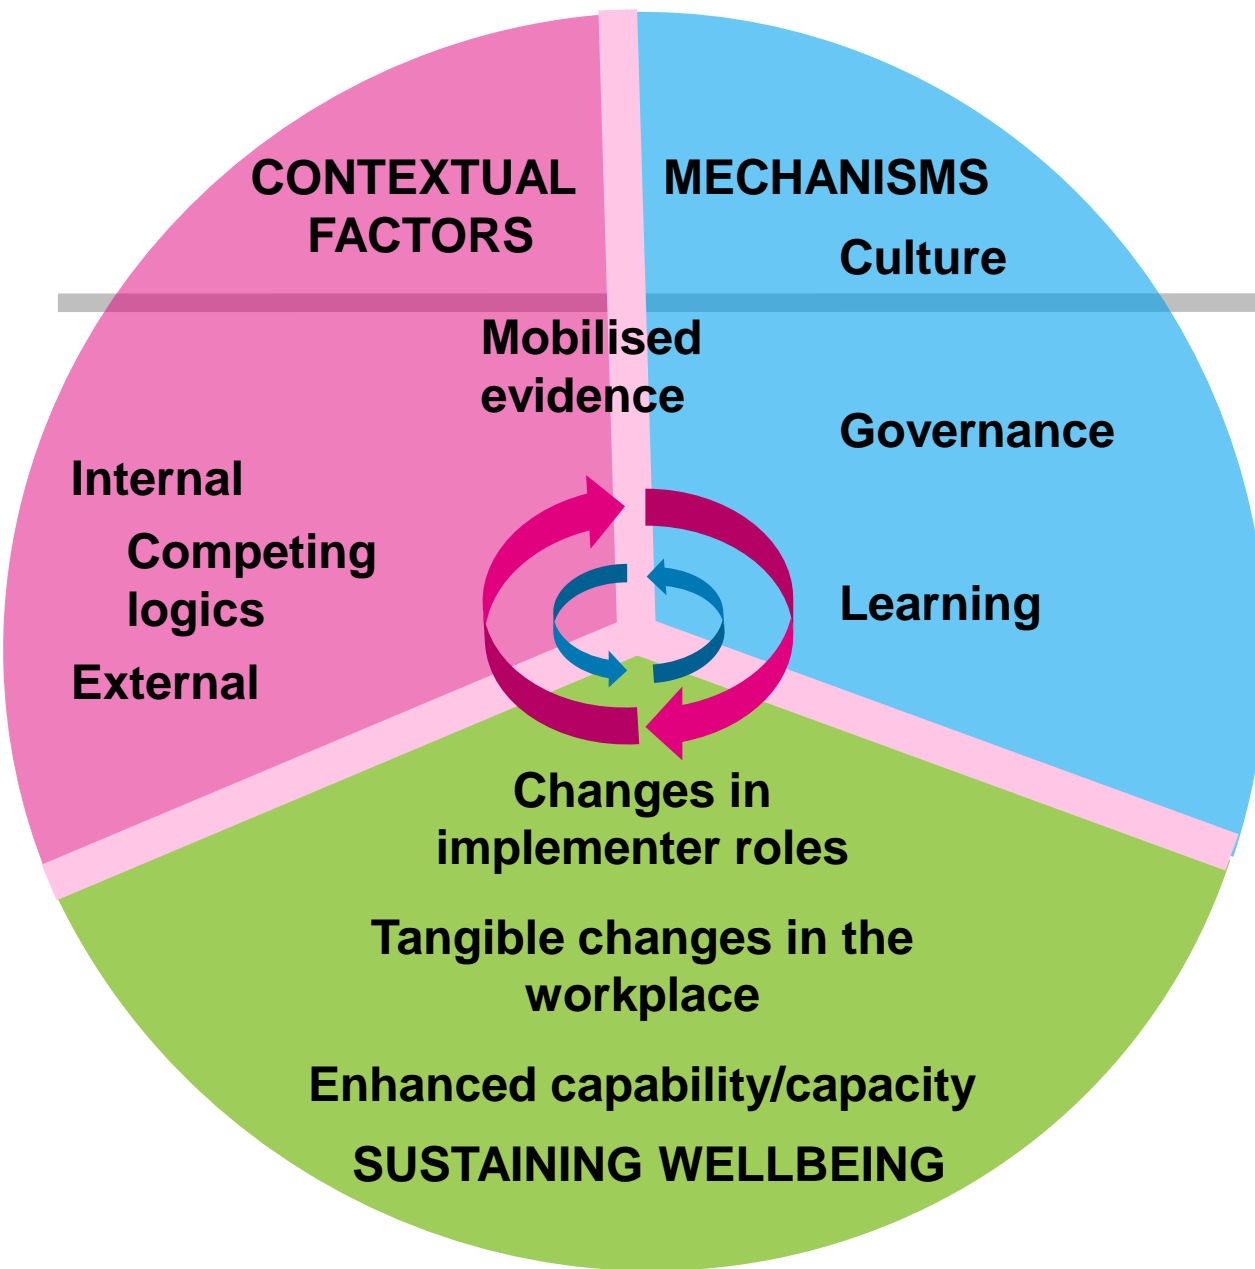 CONTEXTUAL
FACTORS
MECHANISMS
Culture
Mobilised
evidence
Governance
Internal
Competing
logics
Learning
External
Changes in
implementer roles
Tangible changes in the
workplace
Enhanced capability/capacity
SUSTAINING WELLBEING